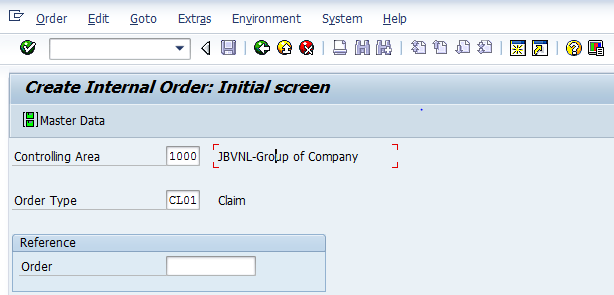 Order Edit Goto Extras Environment System Help
Create Internal Order: Initial screen
Master Data
Controlling Area 1000 JBVNL-Group of Company
Order Type CL01 Claim
Reference
Order